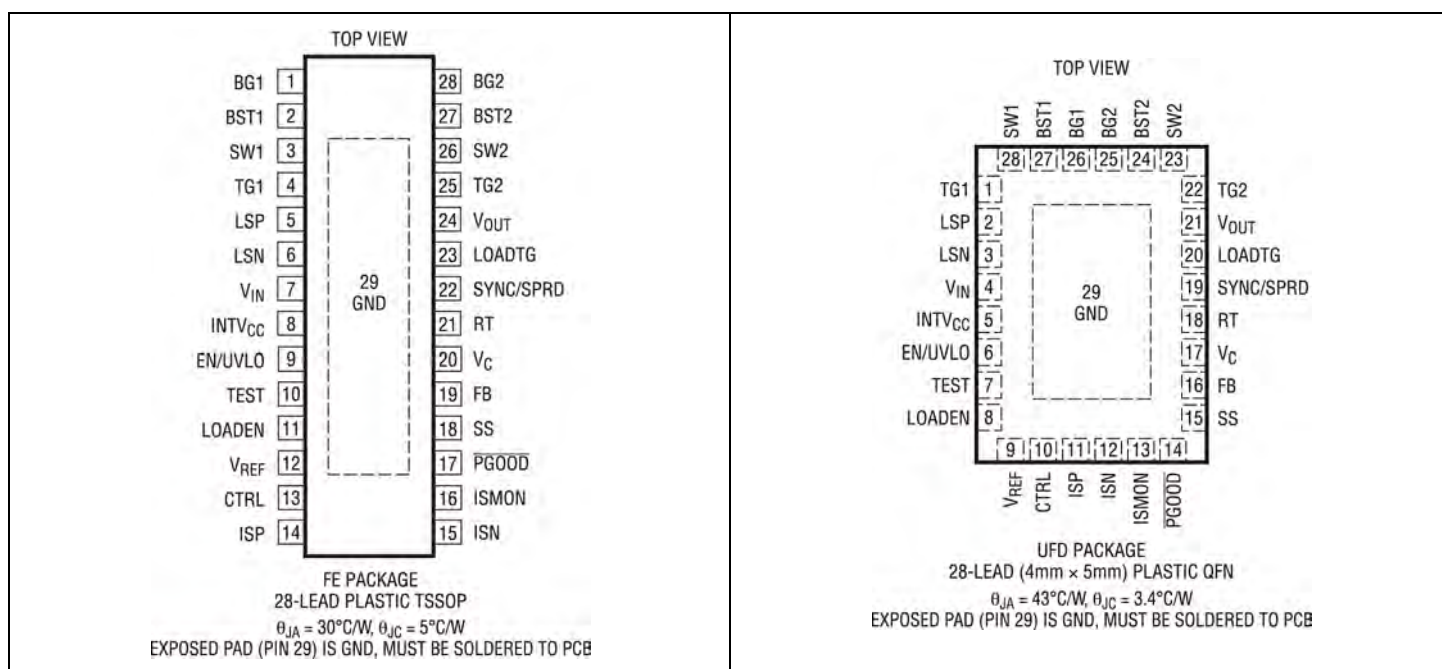 TOP VIEW
BG1 1
BST1 2
SW1 3
TG1 4
LSP 5
LSN 6
VIN 7
INTVCC 8
EN/UVLO 9
TEST 10
LOADEN 11
VREF 12
CTRL 13
ISP 14
28 BG2
27 BST2
26 SW2
25 TG2
24 VOUT
23 LOADTG
22 SYNC/SPRD
21 RT
20 VC
19 FB
18 SS
17 PGOOD
16 ISMON
15 ISN
29
GND
FE PACKAGE
28-LEAD PLASTIC TSSOP
θJA = 30°C/W, θJC = 5°C/W
EXPOSED PAD (PIN 29) IS GND, MUST BE SOLDERED TO PCB
TOP VIEW
SW1 BST1 BG1 BG2 BST2 SW2
28 27 26 25 24 23
TG1 1
LSP 2
LSN 3
VIN 4
INTVCC 5
EN/UVLO 6
TEST 7
LOADEN 8
22 TG2
21 VOUT
20 LOADTG
19 SYNC/SPRD
18 RT
17 VC
16 FB
15 SS
29
GND
9 10 11 12 13 14
VREF CTRL ISP ISN ISMON PGOOD
UFD PACKAGE
28-LEAD (4mm × 5mm) PLASTIC QFN
θJA = 43°C/W, θJC = 3.4°C/W
EXPOSED PAD (PIN 29) IS GND, MUST BE SOLDERED TO PCB